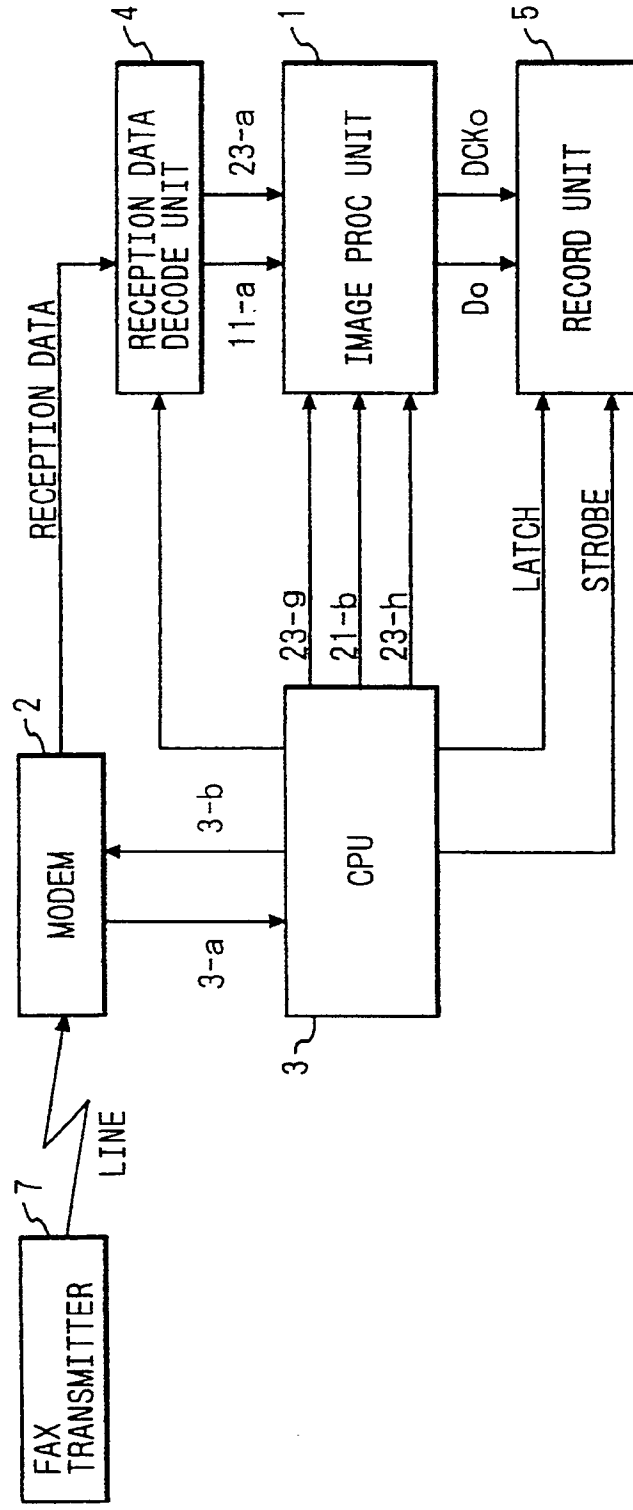 7
FAX
TRANSMITTER
LINE
2
MODEM
RECEPTION DATA
3-a
3-b
3
CPU
4
RECEPTION DATA
DECODE UNIT
11-a
23-a
23-g
21-b
23-h
1
IMAGE PROC UNIT
Do
DCKo
LATCH
STROBE
5
RECORD UNIT